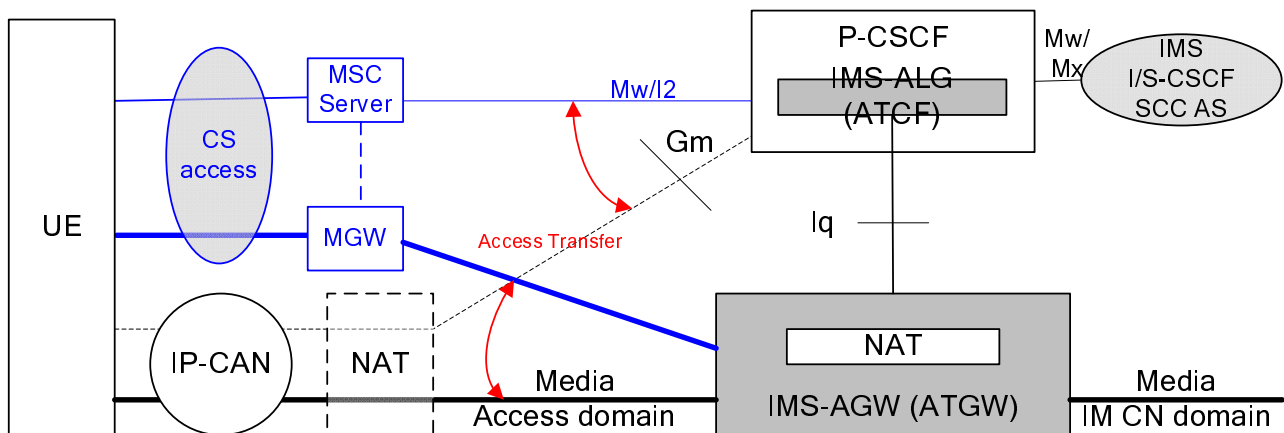 UE
CS
access
MSC
Server
MGW
IP-CAN
NAT
Mw/I2
Gm
Access Transfer
P-CSCF
IMS-ALG
(ATCF)
Mw/
Mx
IMS
I/S-CSCF
SCC AS
Iq
NAT
IMS-AGW (ATGW)
Media
Access domain
Media
IM CN domain